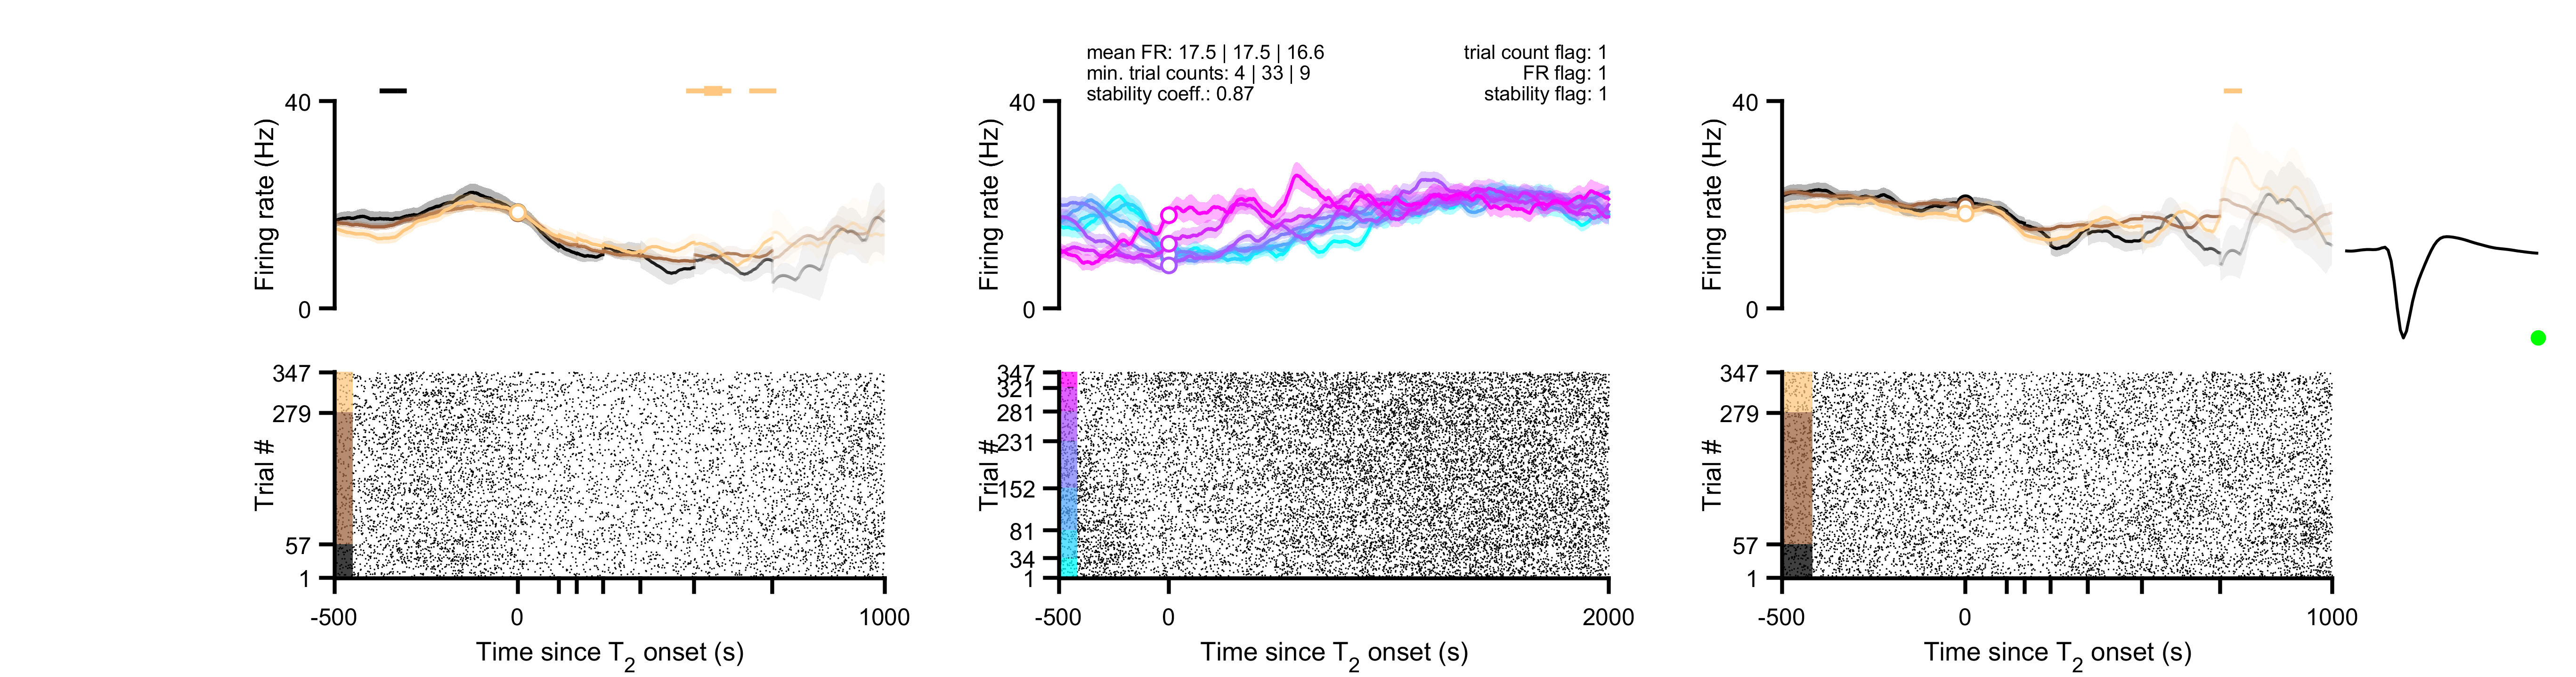 mean FR: 17.5 | 17.5 | 16.6
min. trial counts: 4 | 33 | 9
stability coeff.: 0.87
trial count flag: 1
FR flag: 1
stability flag: 1
40
0
Firing rate (Hz)
40
0
Firing rate (Hz)
40
0
Firing rate (Hz)
347
279
57
1
Trial #
-500
0
1000
Time since T2 onset (s)
347
321
281
231
152
81
34
1
Trial #
-500
0
2000
Time since T2 onset (s)
347
279
57
1
Trial #
-500
0
1000
Time since T2 onset (s)